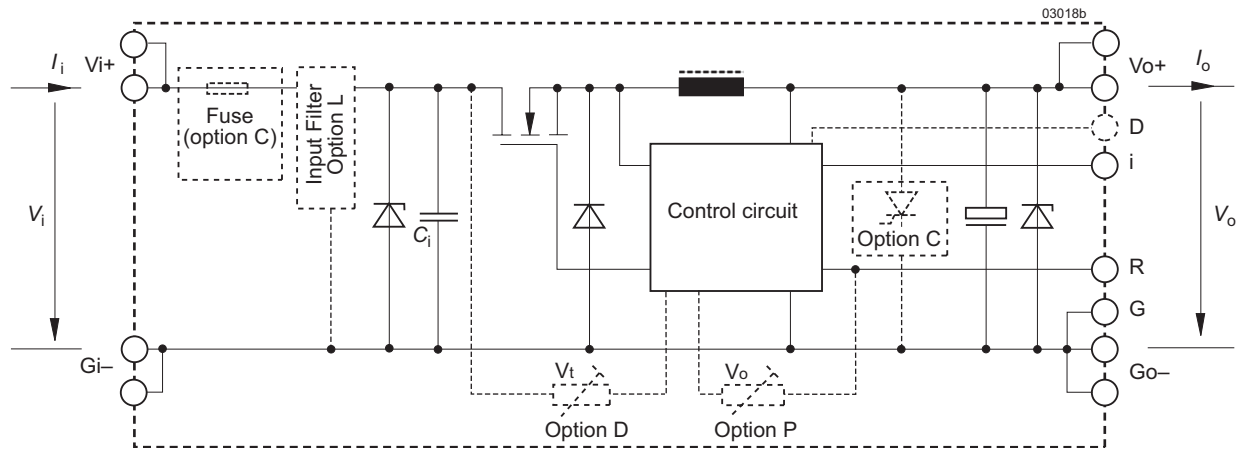 03018b
Ii
Vi+
Vo+
Io
Fuse
(option C)
Input Filter
Option L
D
i
Control circuit
Vi
Ci
Option C
Vo
R
G
Gi–
Go–
Vt
Vo
Option D
Option P